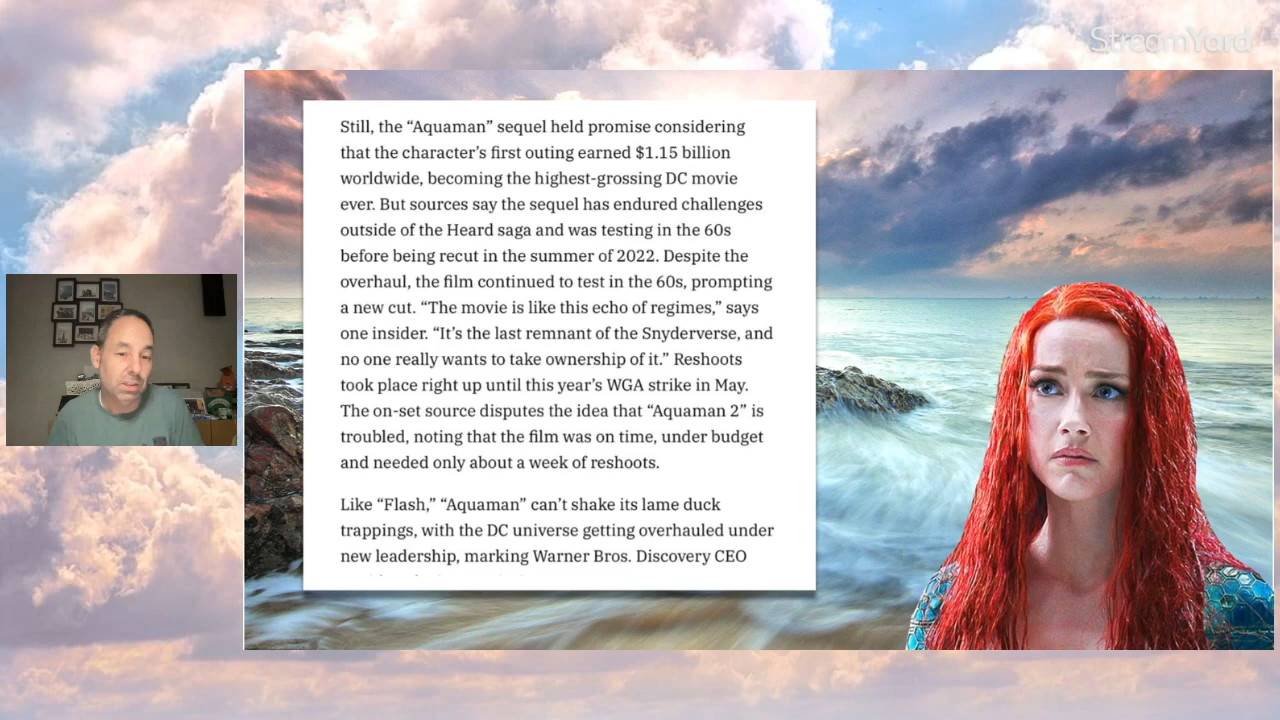 StreamYard
Still, the “Aquaman” sequel held promise considering
that the character’s first outing earned $1.15 billion
worldwide, becoming the highest-grossing DC movie
ever. But sources say the sequel has endured challenges
outside of the Heard saga and was testing in the 60s
before being recut in the summer of 2022. Despite the
overhaul, the film continued to test in the 60s, prompting
a new cut. “The movie is like this echo of regimes,” says
one insider. “It’s the last remnant of the Snyderverse, and
no one really wants to take ownership of it.” Reshoots
took place right up until this year’s WGA strike in May.
The on-set source disputes the idea that “Aquaman 2” is
troubled, noting that the film was on time, under budget
and needed only about a week of reshoots.
Like “Flash,” “Aquaman” can’t shake its lame duck
trappings, with the DC universe getting overhauled under
new leadership, marking Warner Bros. Discovery CEO